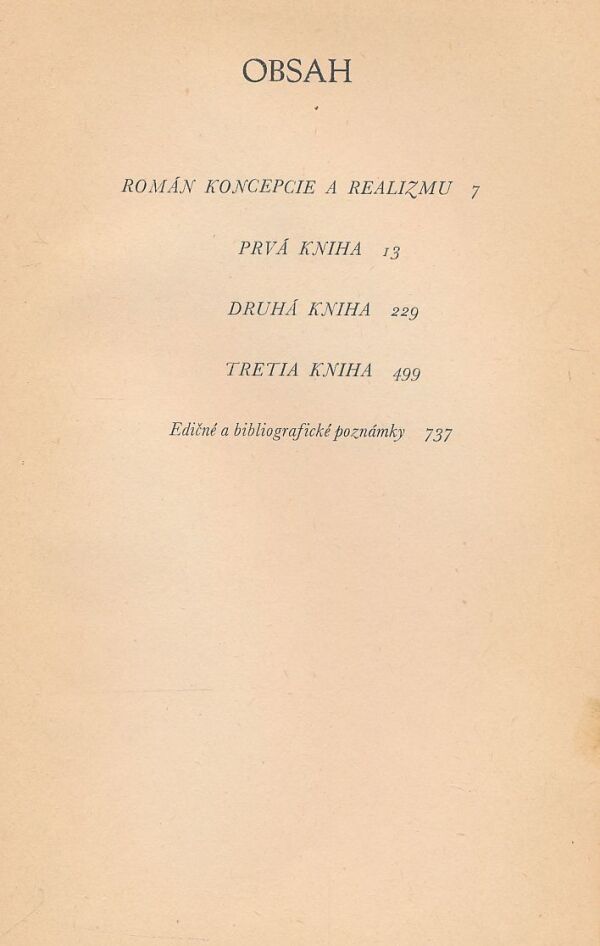 OBSAH
ROMÁN KONCEPCIE A REALIZMU 7
PRVÁ KNIHA 13
DRUHÁ KNIHA 229
TRETIA KNIHA 499
Edičné a bibliografické poznámky 737